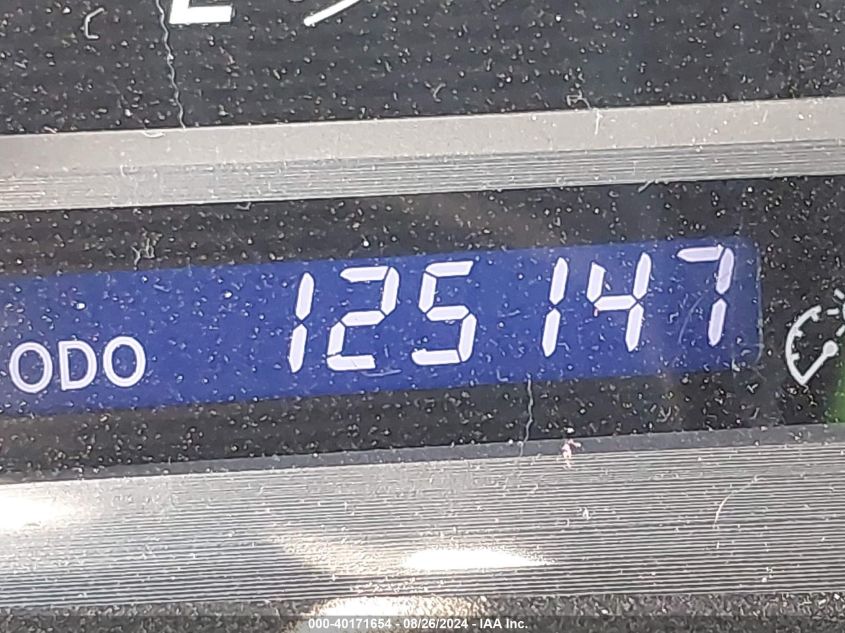 E
ODO 125147
000-40171654 - 08/26/2024 - IAA Inc.